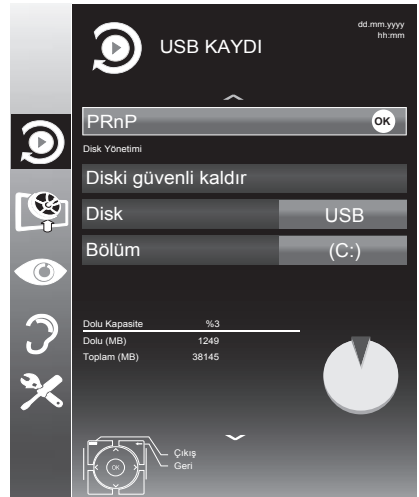 dd.mm.yyyy
hh:mm
USB KAYDI
PRnP
OK
Disk Yönetimi
Diski güvenli kaldır
Disk USB
Bölüm (C:)
Dolu Kapasite %3
Dolu (MB) 1249
Toplam (MB) 38145
Çıkış
OK
Geri